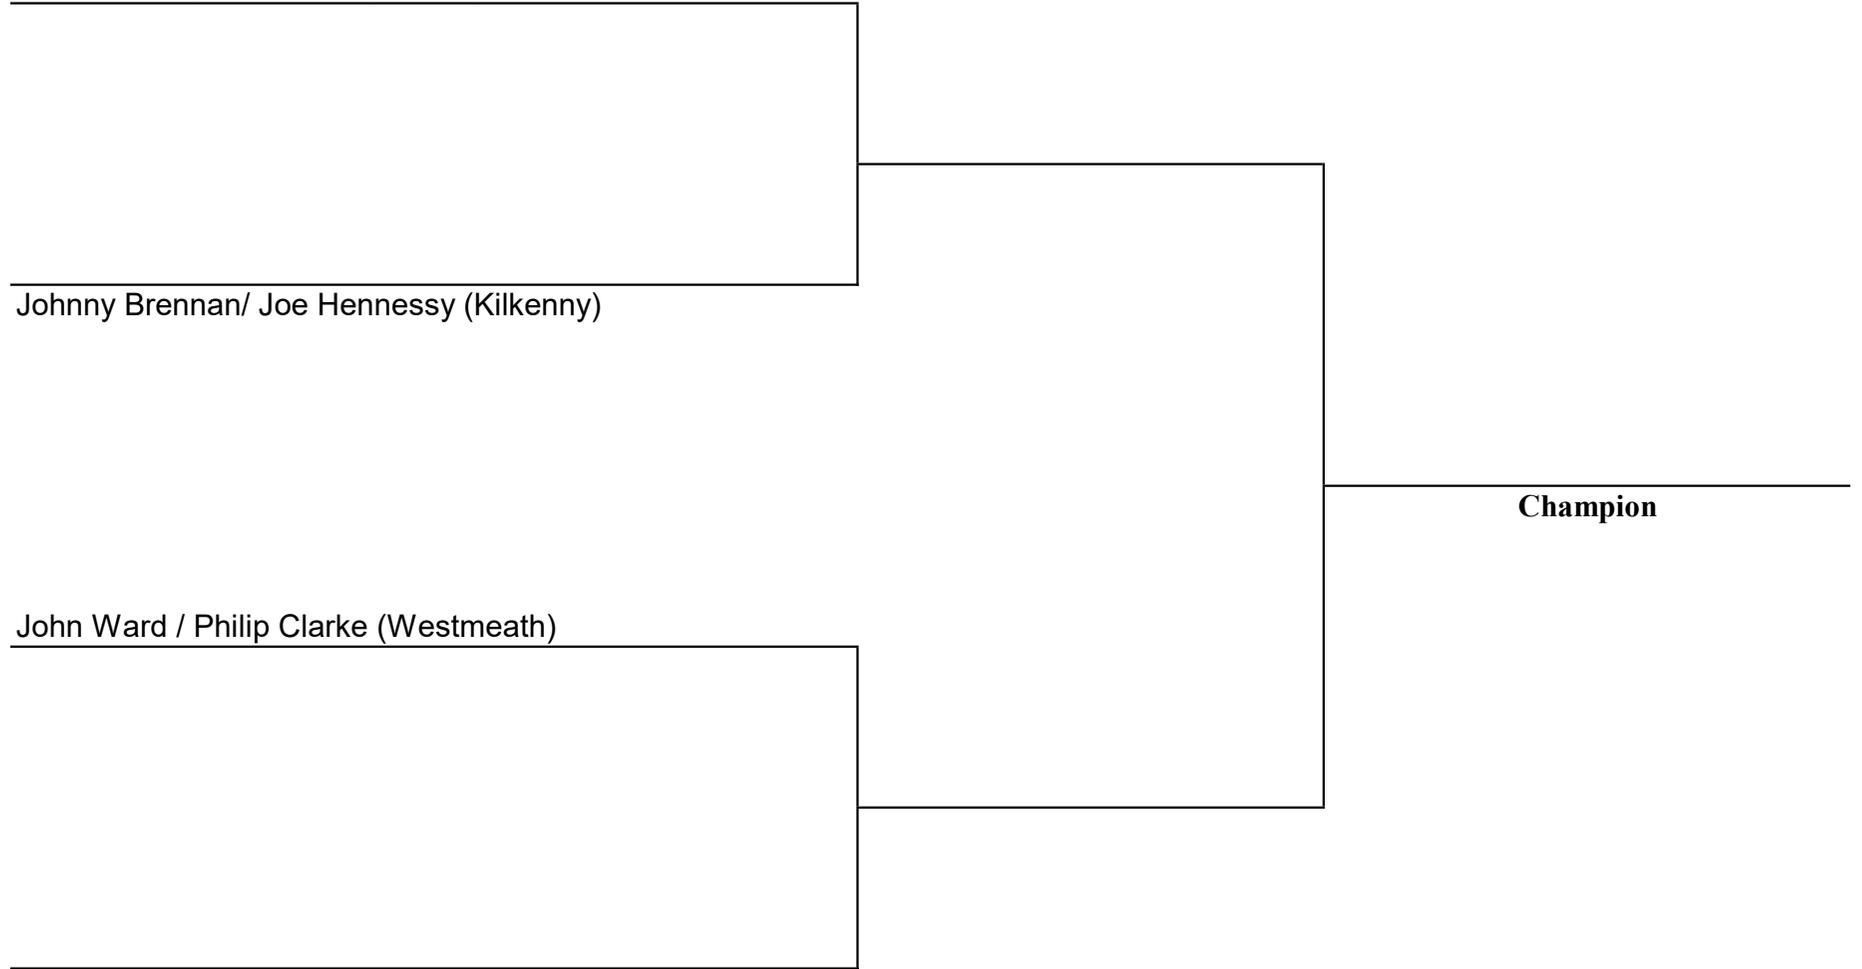 Johnny Brennan/ Joe Hennessy (Kilkenny)
Champion
John Ward / Philip Clarke (Westmeath)